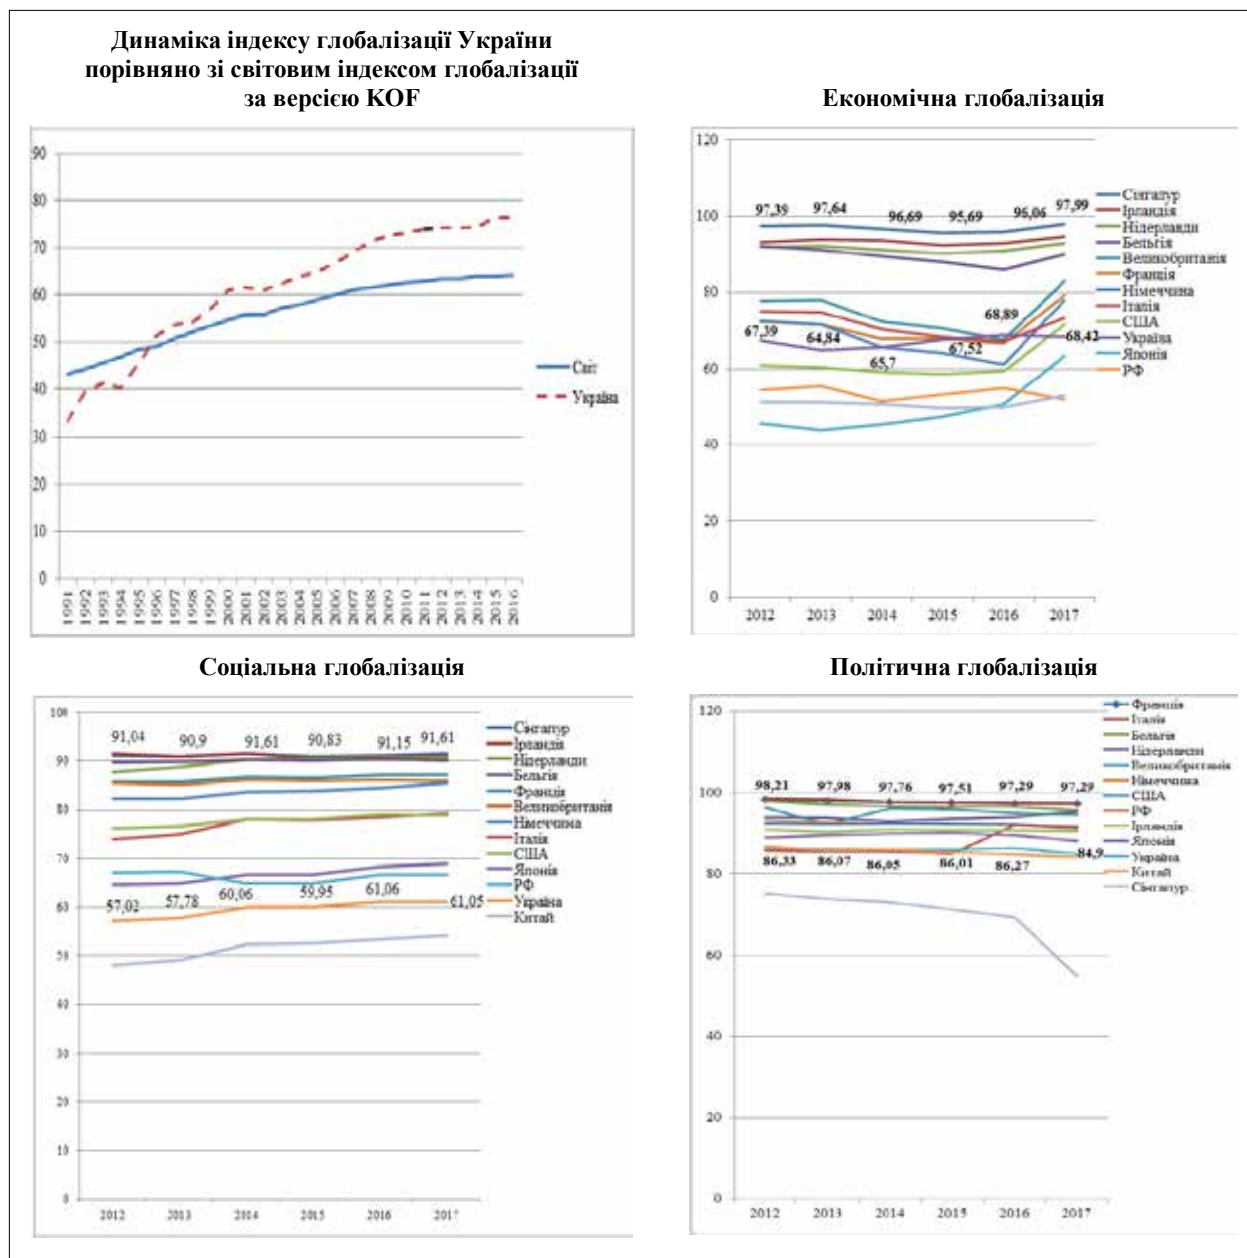 Динаміка індексу глобалізації України
порівняно зі світовим індексом глобалізації
за версією KOF
90
80
70
60
50
40
30
20
10
0
Світ
Україна
1991 1992 1993 1994 1995 1996 1997 1998 1999 2000 2001 2002 2003 2004 2005 2006 2007 2008 2009 2010 2011 2012 2013 2014 2015 2016
Економічна глобалізація
120
100
80
60
40
20
0
97,39 97,64 96,69 95,69 96,06 97,99
67,39 64,84 65,7 67,52 68,89 68,42
Сінгапур
Ірландія
Нідерланди
Бельгія
Великобританія
Франція
Німеччина
Італія
США
Україна
Японія
РФ
2012 2013 2014 2015 2016 2017
Соціальна глобалізація
100
90
80
70
60
50
40
30
20
10
0
91,04 90,9 91,61 90,83 91,15 91,61
57,02 57,78 60,06 59,95 61,06 61,05
Сінгапур
Ірландія
Нідерланди
Бельгія
Франція
Великобританія
Німеччина
Італія
США
Японія
РФ
Україна
Китай
2012 2013 2014 2015 2016 2017
Політична глобалізація
120
100
80
60
40
20
0
98,21 97,98 97,76 97,51 97,29 97,29
86,33 86,07 86,05 86,01 86,27 84,9
Франція
Італія
Бельгія
Нідерланди
Великобританія
Німеччина
США
РФ
Ірландія
Японія
Україна
Китай
Сінгапур
2012 2013 2014 2015 2016 2017